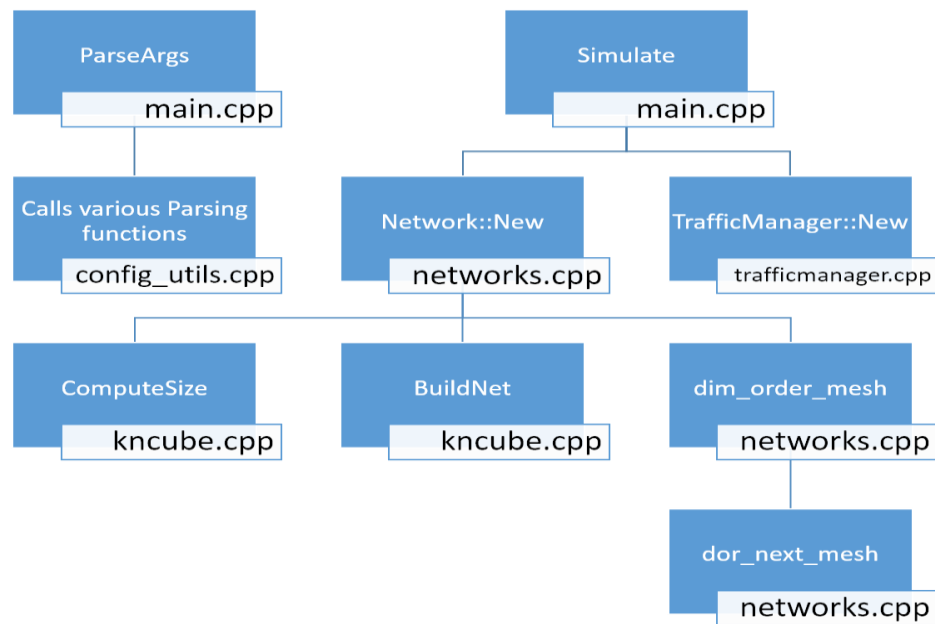 ParseArgs
main.cpp
Simulate
main.cpp
Calls various Parsing
functions
config_utils.cpp
Network::New
networks.cpp
TrafficManager::New
trafficmanager.cpp
ComputeSize
kncube.cpp
BuildNet
kncube.cpp
dim_order_mesh
networks.cpp
dor_next_mesh
networks.cpp